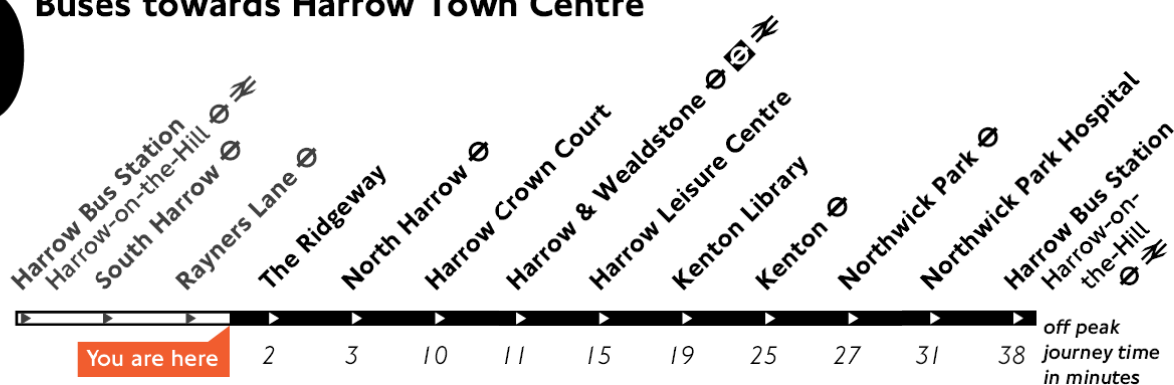 Buses towards Harrow Town Centre
Harrow Bus Station
Harrow-on-the-Hill
South Harrow
Rayners Lane
The Ridgeway
North Harrow
Harrow Crown Court
Harrow & Wealdstone
Harrow Leisure Centre
Kenton Library
Kenton
Northwick Park
Northwick Park Hospital
Harrow Bus Station
Harrow-on-
the-Hill
You are here
2 3 10 11 15 19 25 27 31 38
off peak
journey time
in minutes